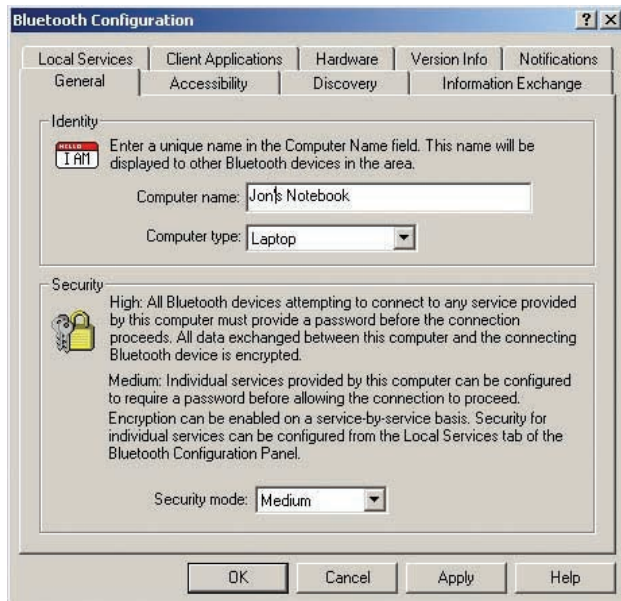 Bluetooth Configuration
Local Services Client Applications Hardware Version Info Notifications
General Accessibility Discovery Information Exchange
Identity
HELLO
I AM
Enter a unique name in the Computer Name field. This name will be
displayed to other Bluetooth devices in the area.
Computer name: Jon's Notebook
Computer type: Laptop
Security
High: All Bluetooth devices attempting to connect to any service provided
by this computer must provide a password before the connection
proceeds. All data exchanged between this computer and the connecting
Bluetooth device is encrypted.
Medium: Individual services provided by this computer can be configured
to require a password before allowing the connection to proceed.
Encryption can be enabled on a service-by-service basis. Security for
individual services can be configured from the Local Services tab of the
Bluetooth Configuration Panel.
Security mode: Medium
OK Cancel Apply Help